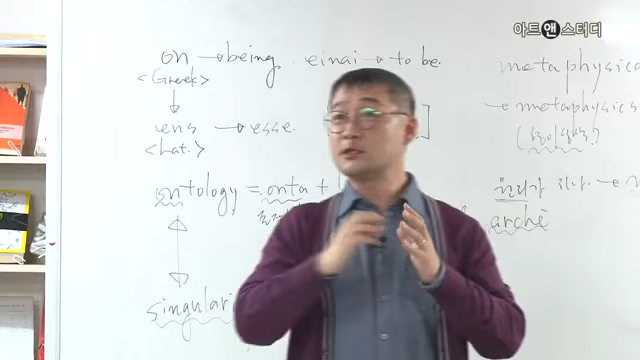 아트앤스터디
on → being. einai → to be
<Greek>
ens → esse.
<Lat.>
ontology = onta +
singulari
metaphysica
→ metaphysics
arché